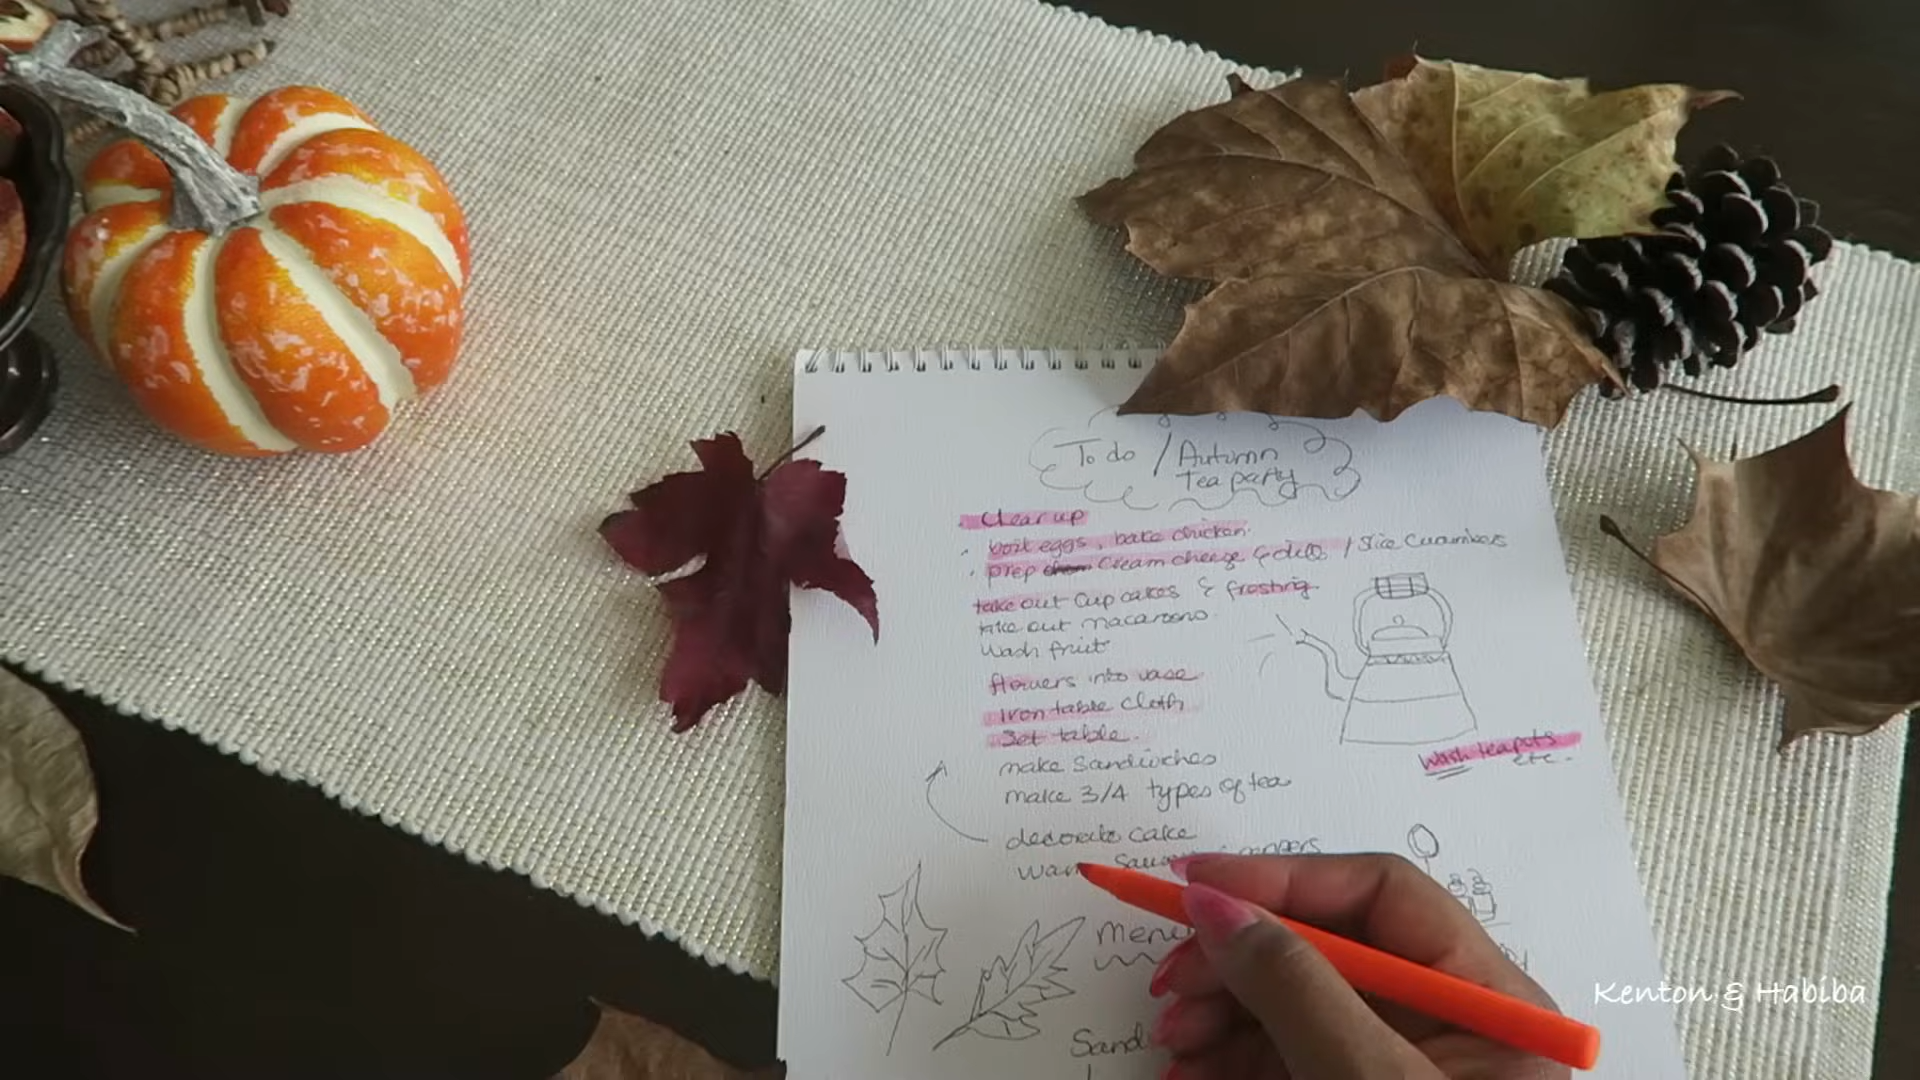 To do / Autumn
Tea party
. Clear up
. boil eggs, bake chicken.
. prep Cream cheese & dill / Slice Cucumbers
take out Cupcakes & frosting
take out macarons
Wash fruit
flowers into vase
Iron table cloth
Set table.
make Sandwiches
make 3/4 types of tea
Wash teapots
etc.
decorate cake
Menu
Kenton & Habiba